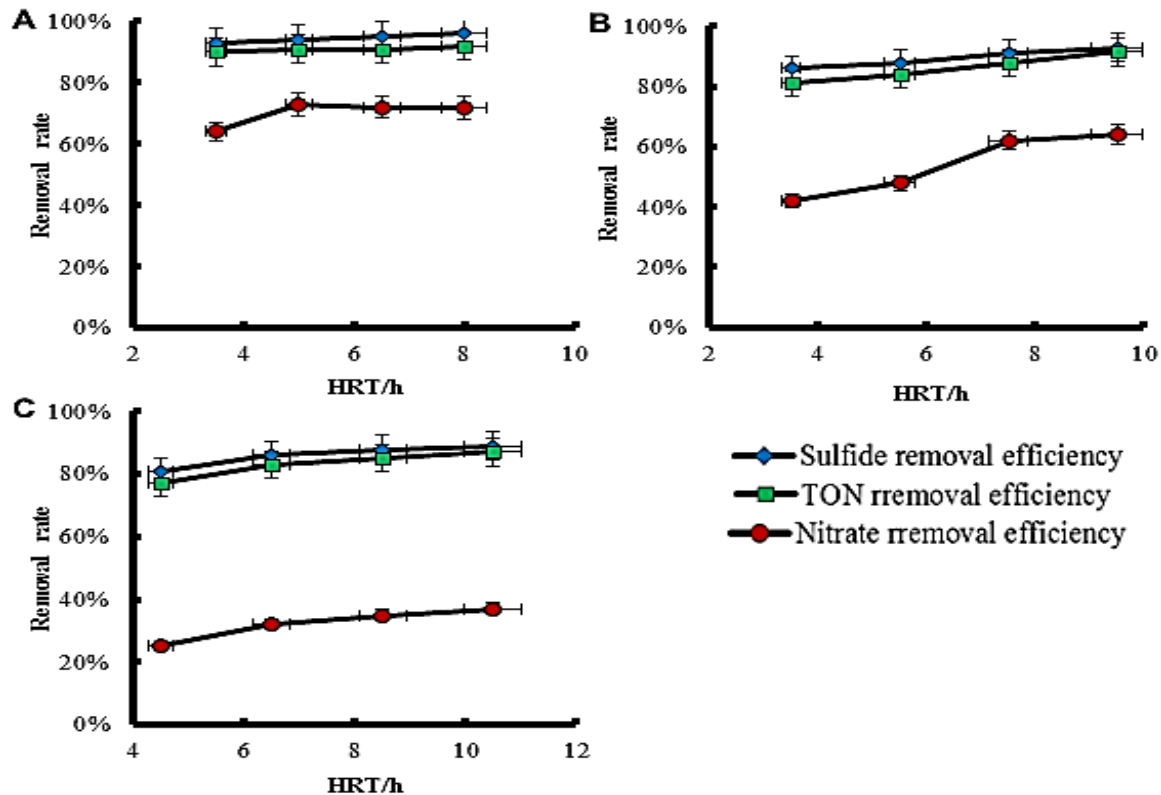 A
100%
80%
60%
40%
20%
0%
Removal rate
2 4 6 8 10
HRT/h
B
100%
80%
60%
40%
20%
0%
Removal rate
2 4 6 8 10
HRT/h
C
100%
80%
60%
40%
20%
0%
Removal rate
4 6 8 10 12
HRT/h
Sulfide removal efficiency
TON rremoval efficiency
Nitrate rremoval efficiency